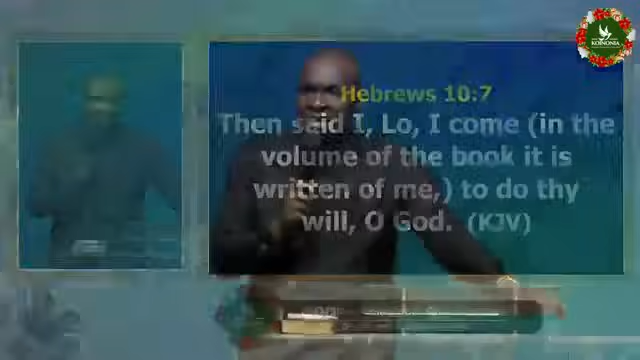 KOINONIA
Hebrews 10:7
Then said I, Lo, I come (in the
volume of the book it is
written of me,) to do thy
will, O God. (KJV)